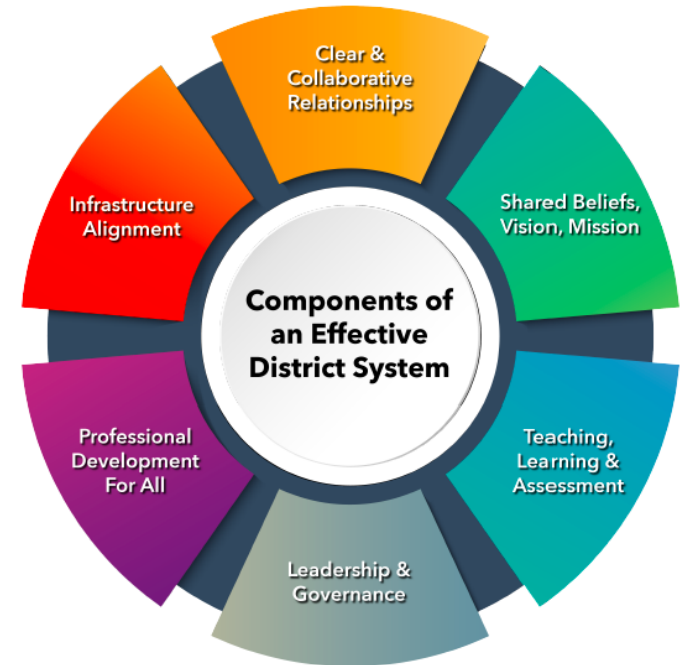 Clear &
Collaborative
Relationships
Shared Beliefs,
Vision, Mission
Teaching,
Learning &
Assessment
Leadership &
Governance
Professional
Development
For All
Infrastructure
Alignment
Components of
an Effective
District System